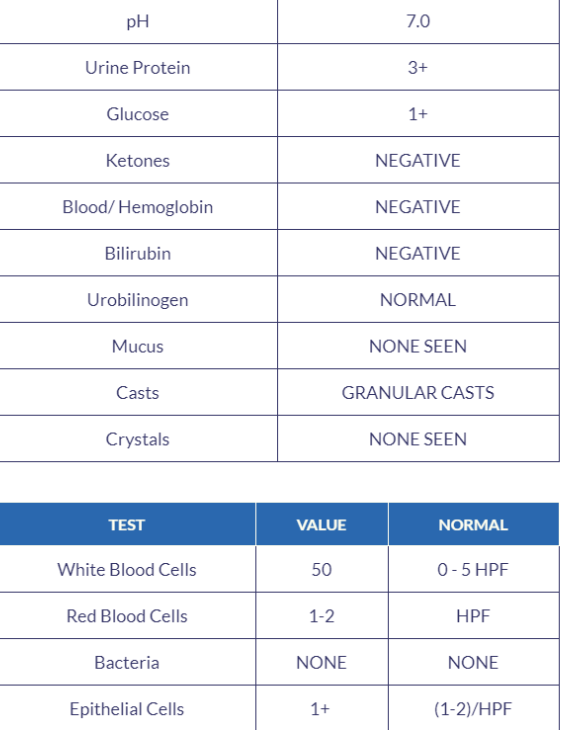 pH 7.0
Urine Protein 3+
Glucose 1+
Ketones NEGATIVE
Blood/ Hemoglobin NEGATIVE
Bilirubin NEGATIVE
Urobilinogen NORMAL
Mucus NONE SEEN
Casts GRANULAR CASTS
Crystals NONE SEEN
TEST VALUE NORMAL
White Blood Cells 50 0 - 5 HPF
Red Blood Cells 1-2 HPF
Bacteria NONE NONE
Epithelial Cells 1+ (1-2)/HPF